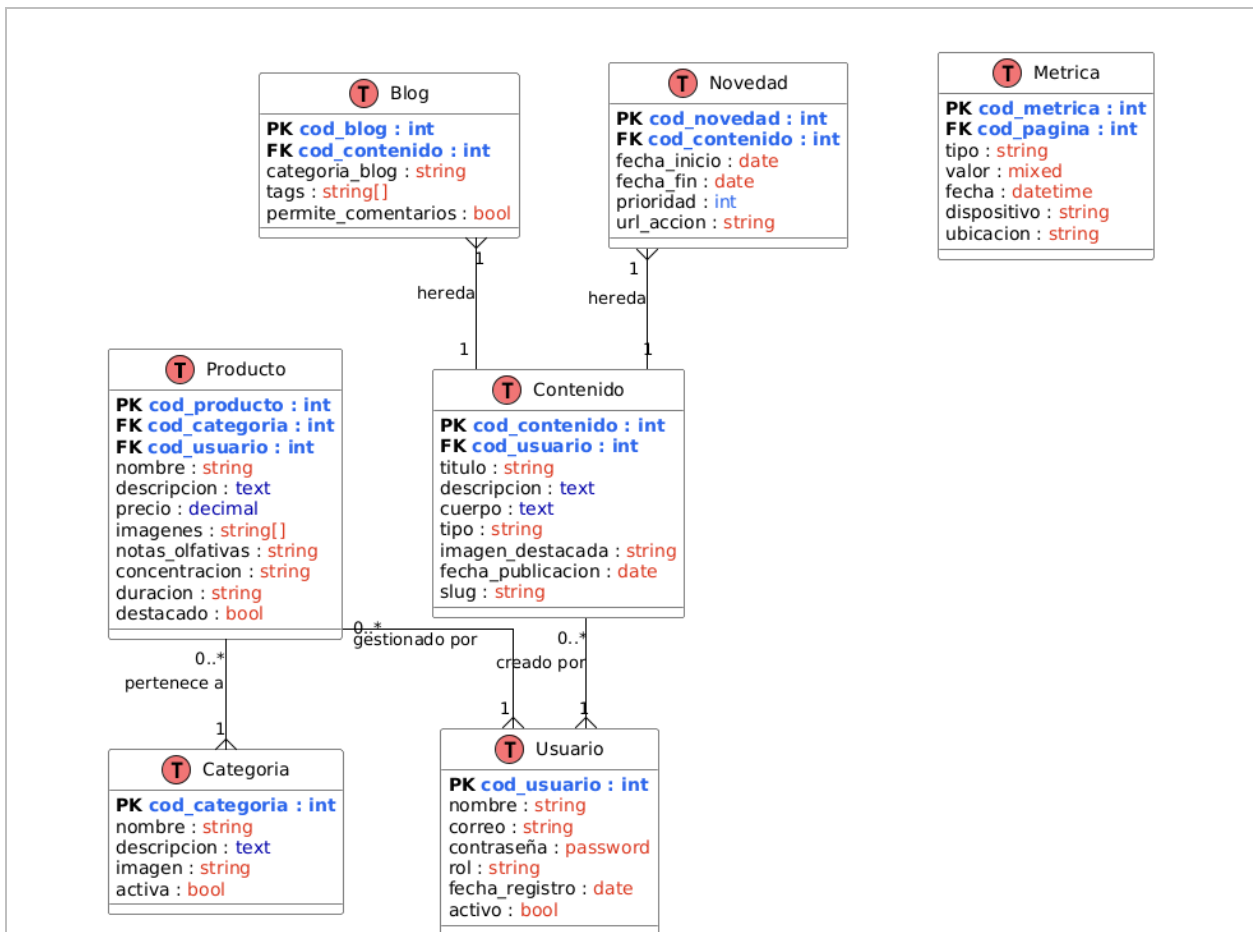 T Blog
PK cod_blog : int
FK cod_contenido : int
categoria_blog : string
tags : string[]
permite_comentarios : bool
T Novedad
PK cod_novedad : int
FK cod_contenido : int
fecha_inicio : date
fecha_fin : date
prioridad : int
url_accion : string
T Metrica
PK cod_metrica : int
FK cod_pagina : int
tipo : string
valor : mixed
fecha : datetime
dispositivo : string
ubicacion : string
1
hereda
1
1
hereda
1
T Producto
PK cod_producto : int
FK cod_categoria : int
FK cod_usuario : int
nombre : string
descripcion : text
precio : decimal
imagenes : string[]
notas_olfativas : string
concentracion : string
duracion : string
destacado : bool
T Contenido
PK cod_contenido : int
FK cod_usuario : int
titulo : string
descripcion : text
cuerpo : text
tipo : string
imagen_destacada : string
fecha_publicacion : date
slug : string
0..*
gestionado por
1
0..*
creado por
1
0..*
pertenece a
1
T Categoria
PK cod_categoria : int
nombre : string
descripcion : text
imagen : string
activa : bool
T Usuario
PK cod_usuario : int
nombre : string
correo : string
contraseña : password
rol : string
fecha_registro : date
activo : bool